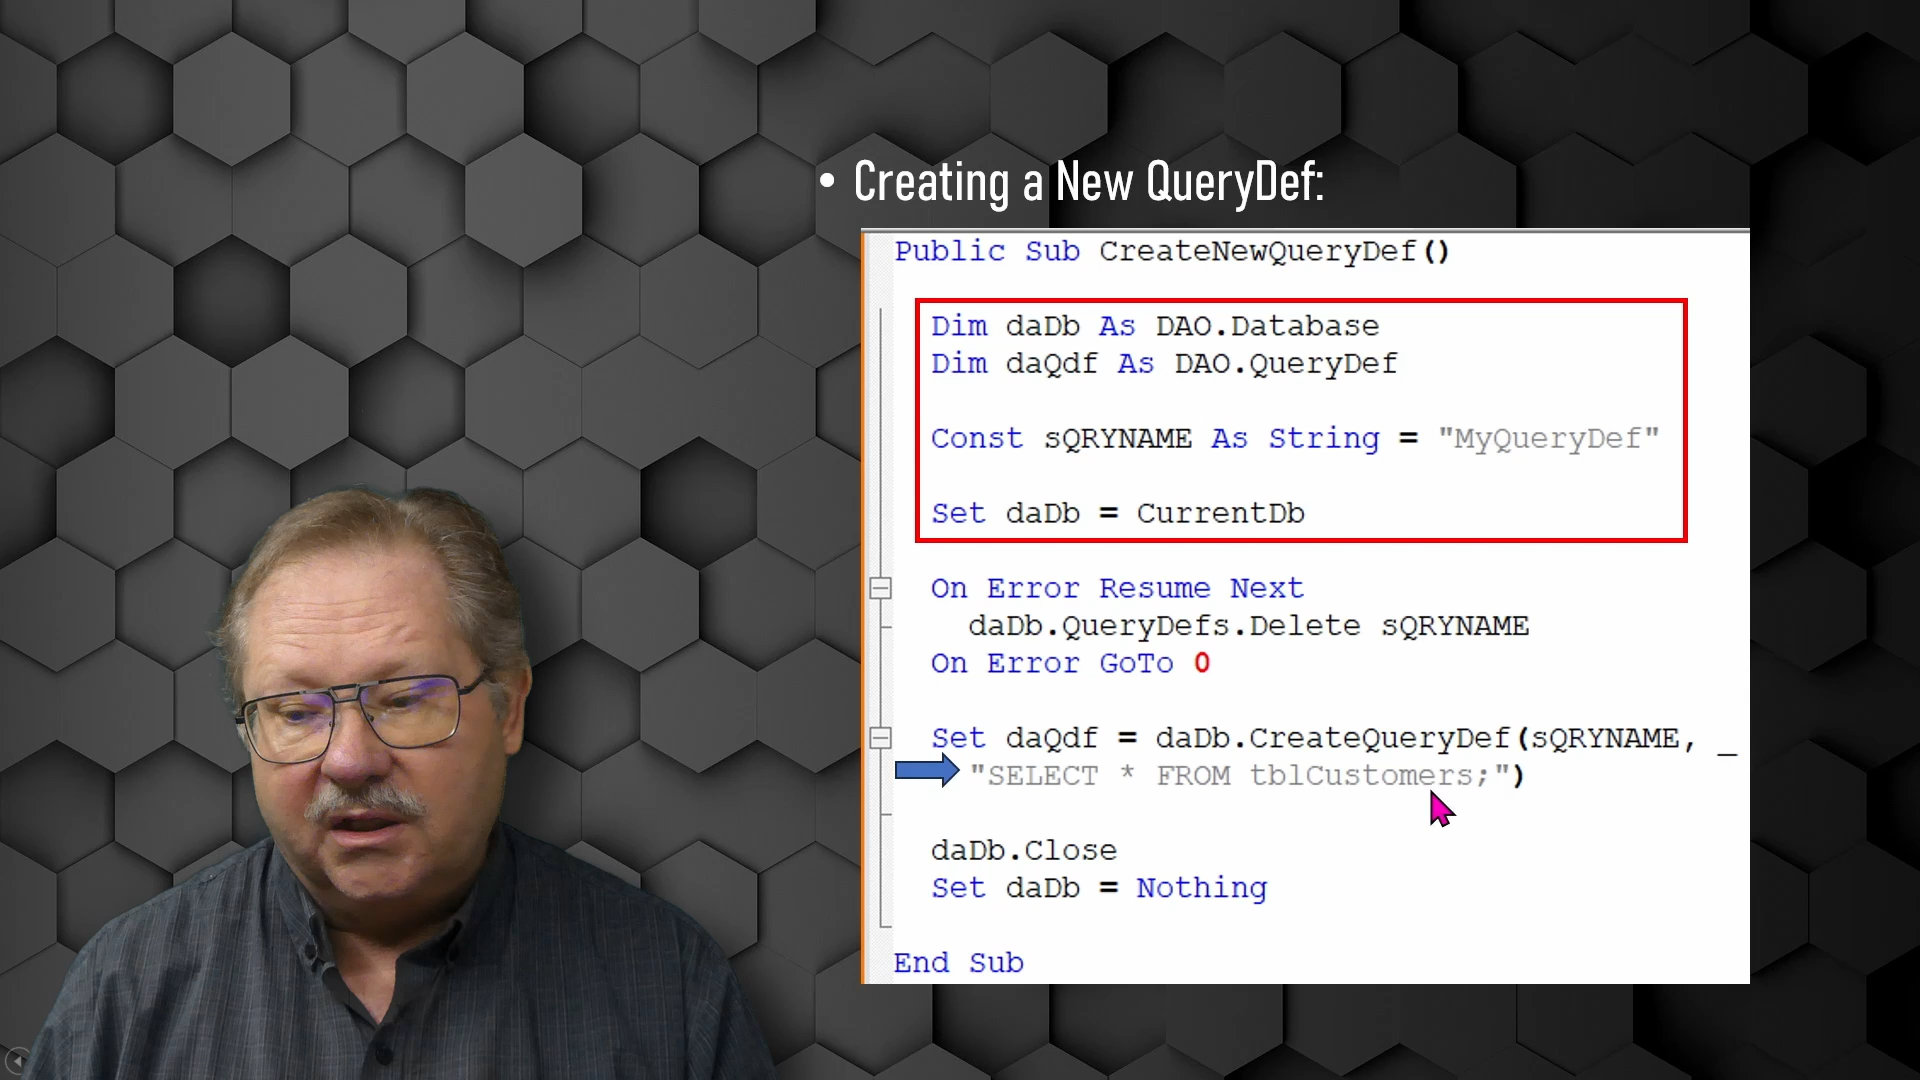 • Creating a New QueryDef:
Public Sub CreateNewQueryDef()
Dim daDb As DAO.Database
Dim daQdf As DAO.QueryDef
Const sQRYNAME As String = "MyQueryDef"
Set daDb = CurrentDb
On Error Resume Next
daDb.QueryDefs.Delete sQRYNAME
On Error GoTo 0
Set daQdf = daDb.CreateQueryDef(sQRYNAME, _
"SELECT * FROM tblCustomers;")
daDb.Close
Set daDb = Nothing
End Sub